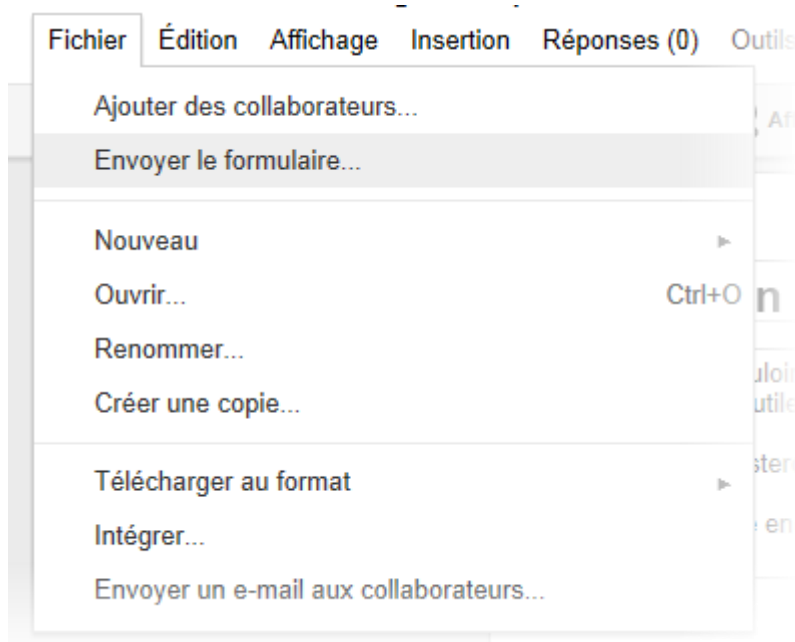 Fichier Édition Affichage Insertion Réponses (0) Outils
Ajouter des collaborateurs...
Envoyer le formulaire...
Nouveau
Ouvrir... Ctrl+O
Renommer...
Créer une copie...
Télécharger au format
Intégrer...
Envoyer un e-mail aux collaborateurs...